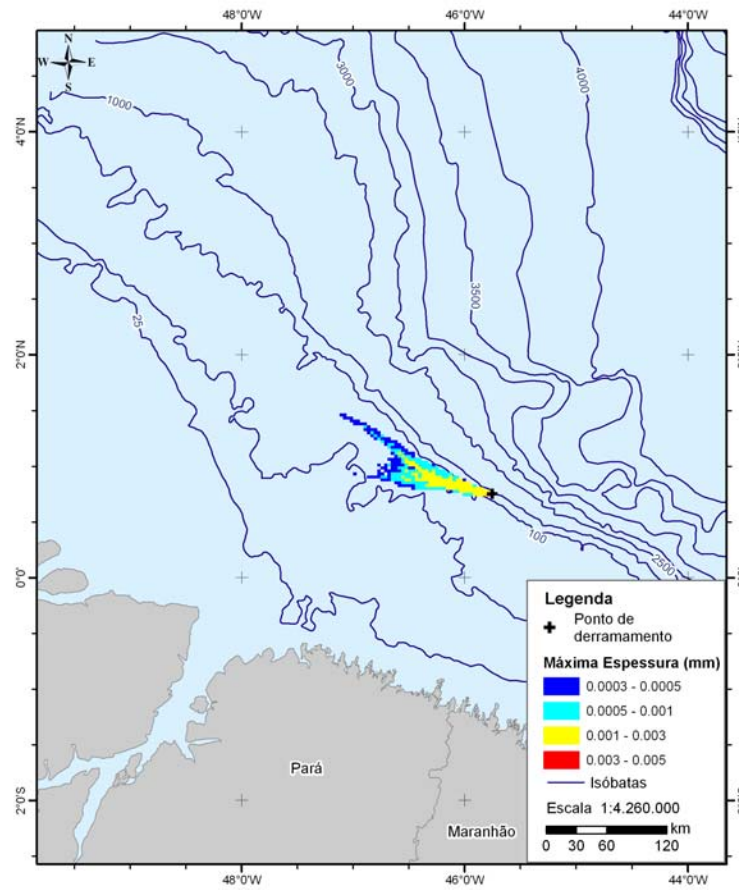 48°0'W 46°0'W 44°0'W
N
W E
S
3000
4000
1000
4°0'N
3500
25
2°0'N
100
2500
0°0'
Legenda
Ponto de
derramamento
Máxima Espessura (mm)
0.0003 - 0.0005
0.0005 - 0.001
0.001 - 0.003
0.003 - 0.005
Isóbatas
Escala 1:4.260.000
km
0 30 60 120
Pará
2°0'S
Maranhão
48°0'W 46°0'W 44°0'W